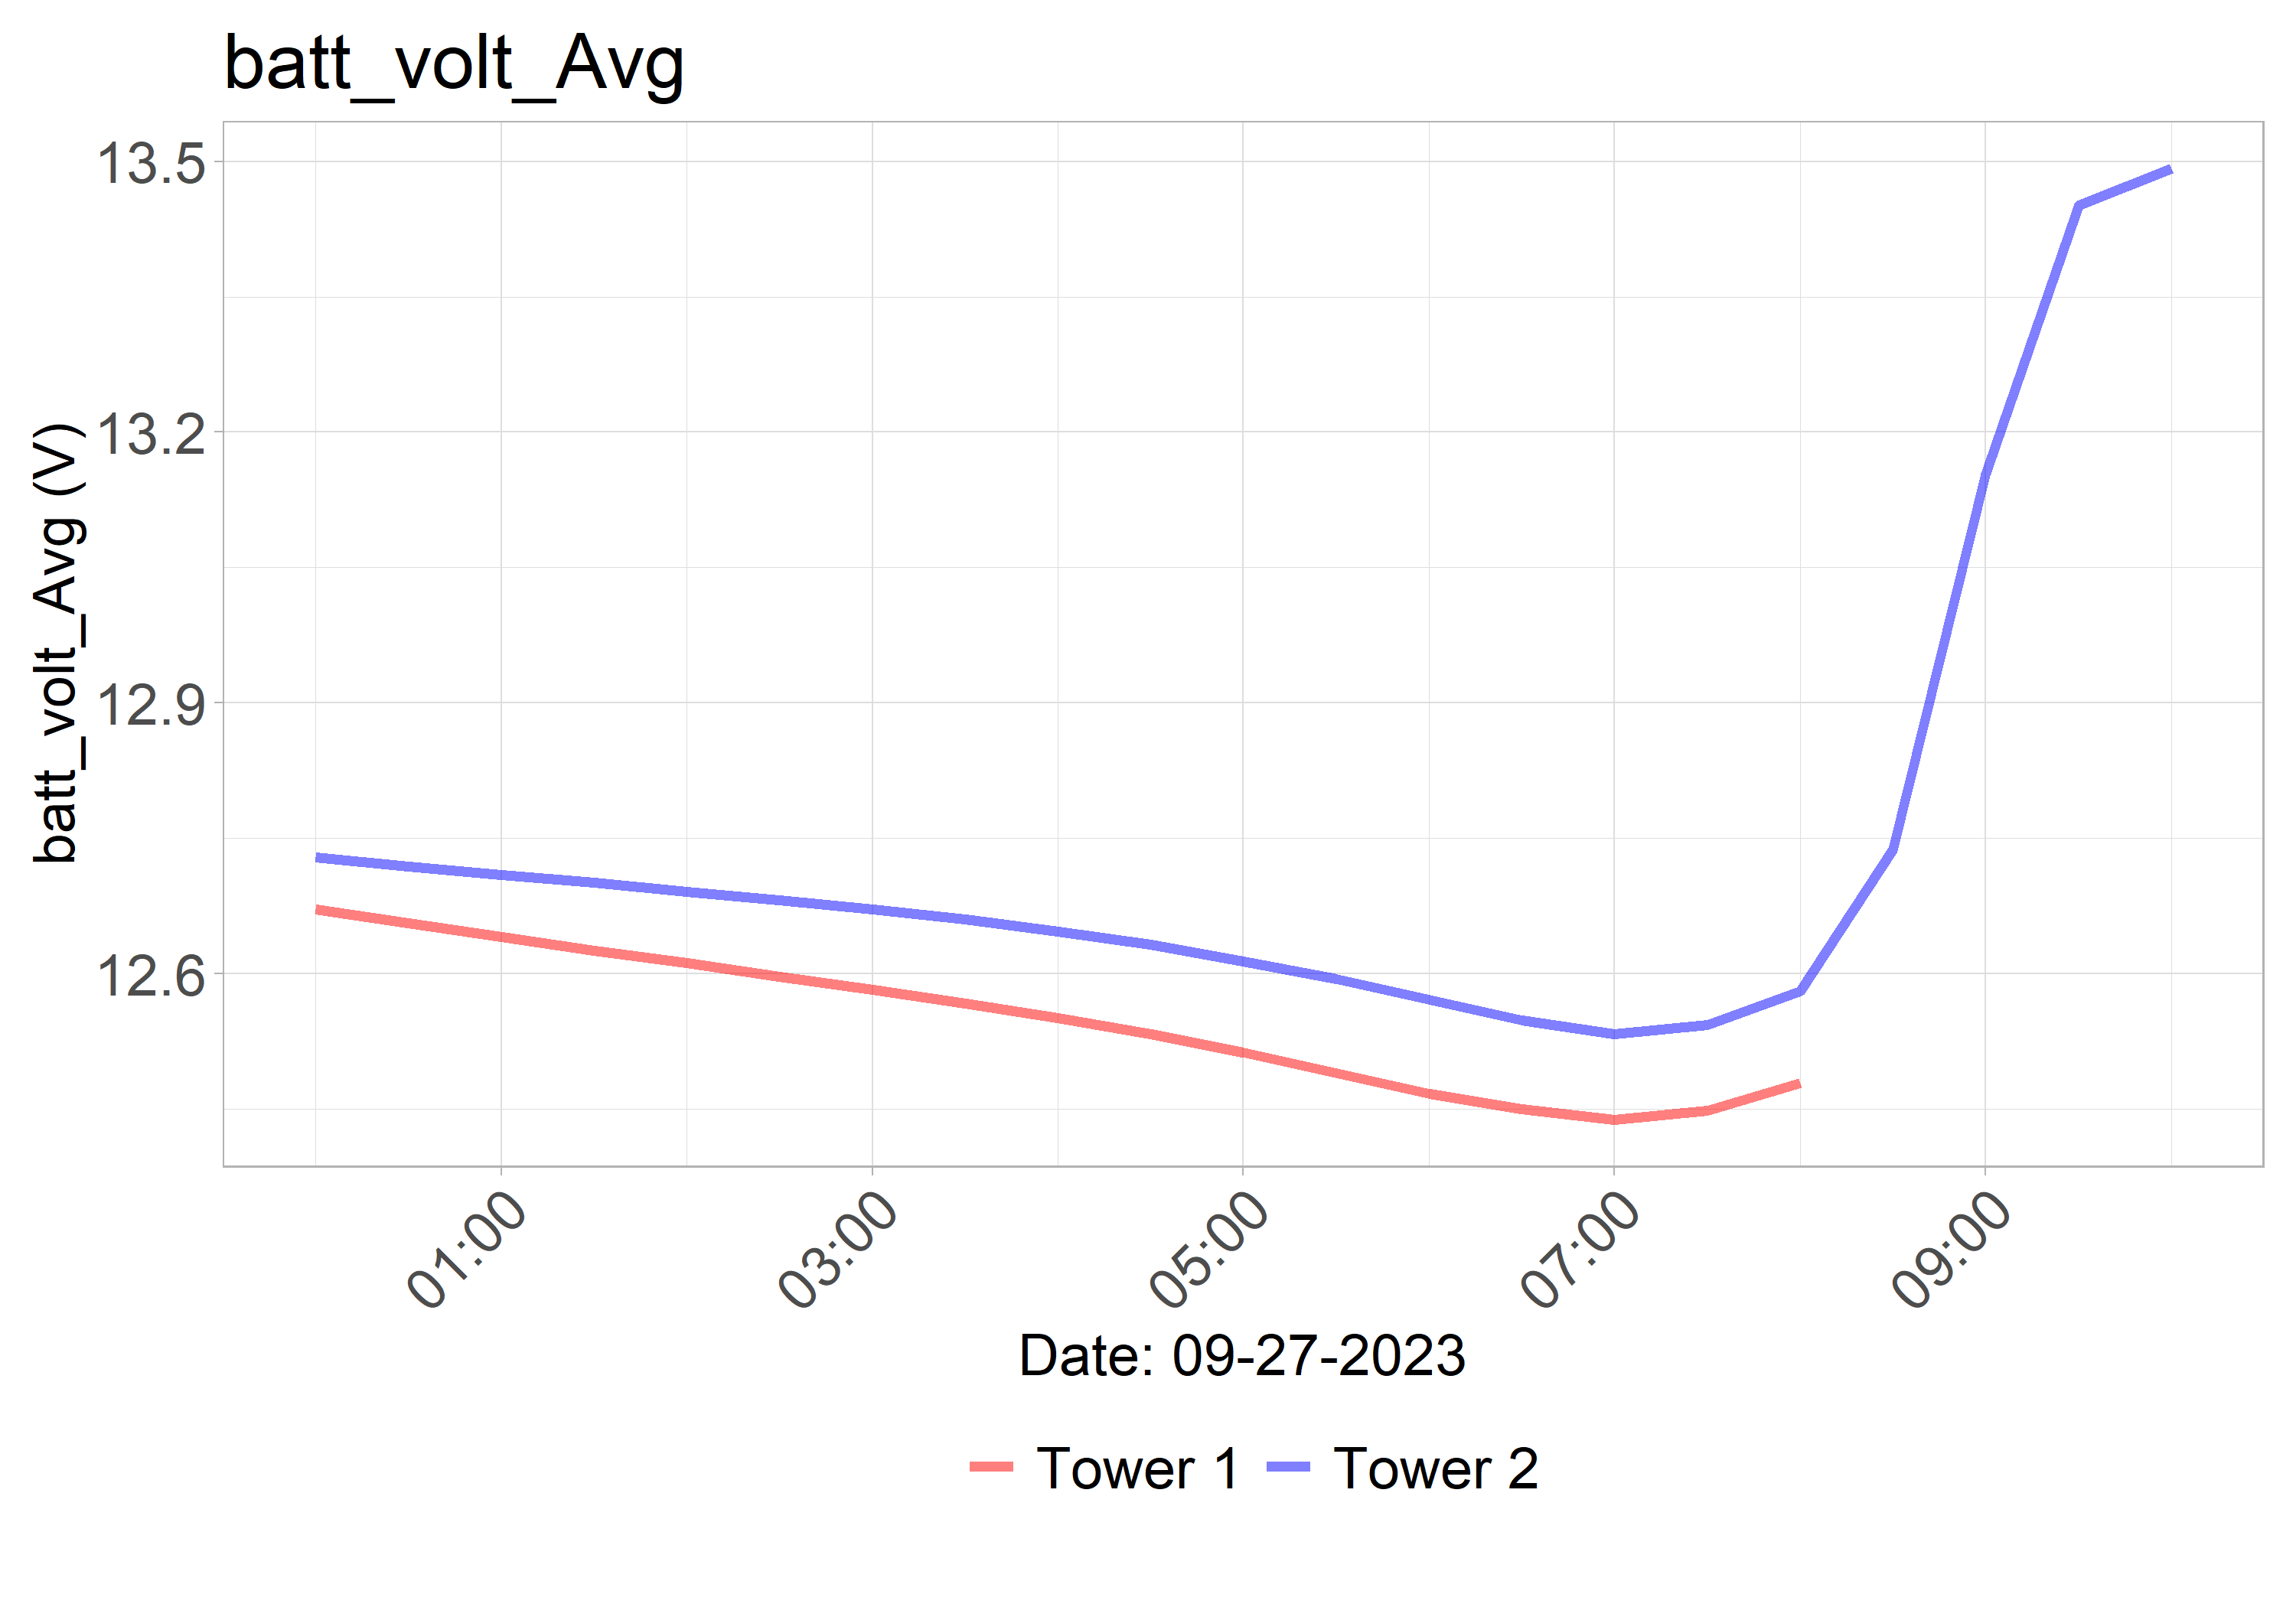 batt_volt_Avg
batt_volt_Avg (V)
13.5
13.2
12.9
12.6
01:00
03:00
05:00
07:00
09:00
Date: 09-27-2023
Tower 1
Tower 2